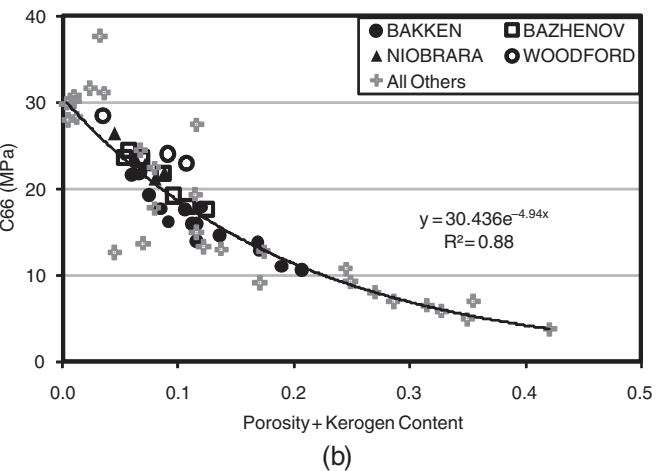 40
30
20
10
0
C66 (MPa)
BAKKEN BAZHENOV
NIOBRARA WOODFORD
All Others
y = 30.436e^–4.94x
R² = 0.88
0.0 0.1 0.2 0.3 0.4 0.5
Porosity + Kerogen Content
(b)